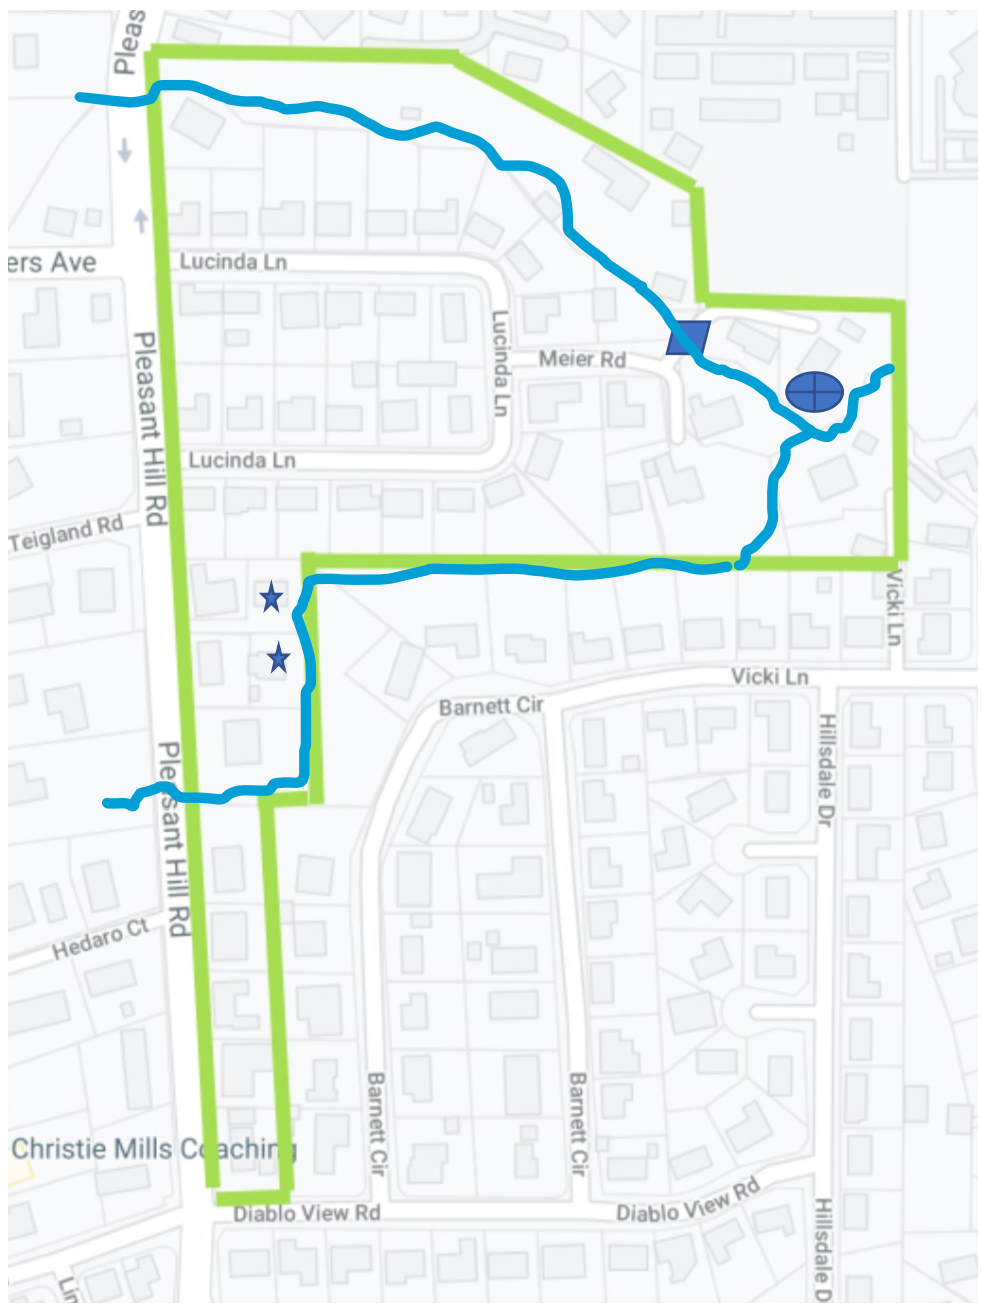 Pleas
ers Ave
Lucinda Ln
Pleasant Hill Rd
Lucinda Ln
Meier Rd
Lucinda Ln
Teigland Rd
Vicki Ln
Vicki Ln
Barnett Cir
Hillsdale Dr
Pleasant Hill Rd
Hedaro Ct
Barnett Cir
Barnett Cir
Christie Mills Coaching
Diablo View Rd
Diablo View Rd
Hillsdale D
Lin